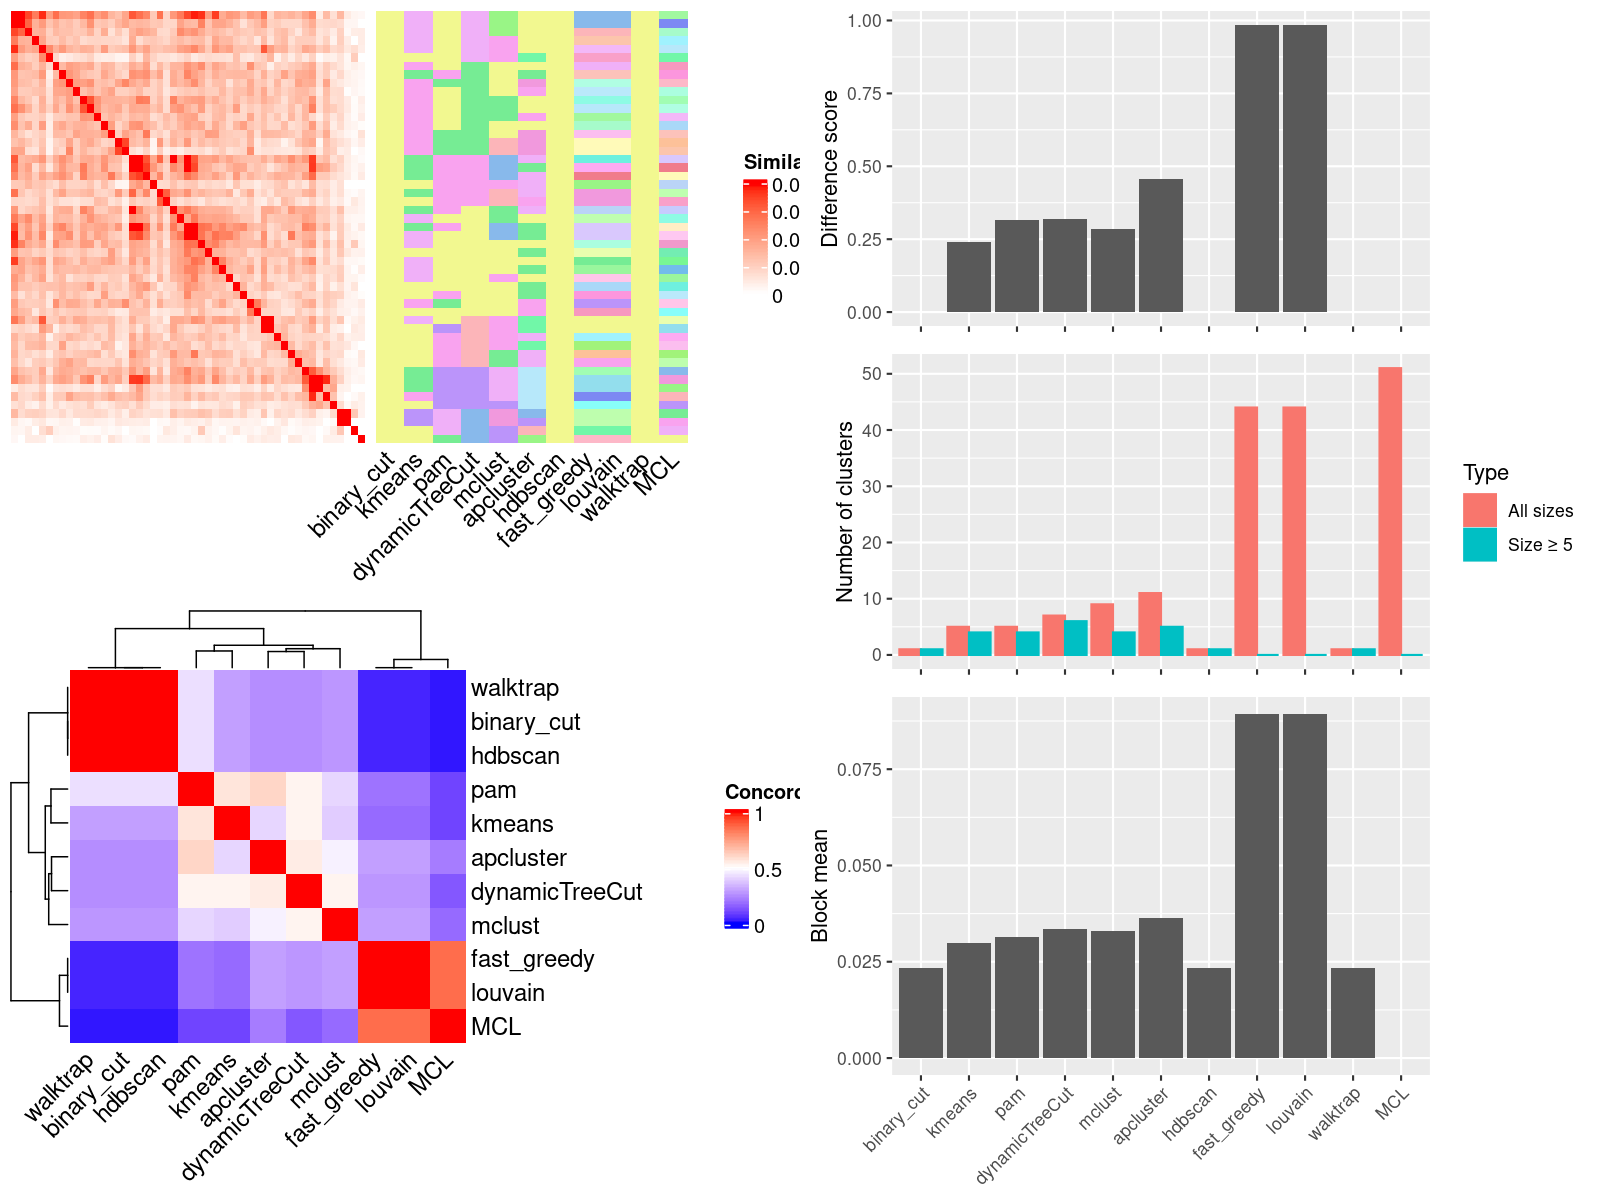 Simila
0.0
0.0
0.0
0.0
0
binary_cut
kmeans
pam
dynamicTreeCut
mclust
apcluster
hdbscan
fast_greedy
louvain
walktrap
MCL
walktrap
binary_cut
hdbscan
pam
kmeans
apcluster
dynamicTreeCut
mclust
fast_greedy
louvain
MCL
walktrap
binary_cut
hdbscan
pam
kmeans
apcluster
dynamicTreeCut
mclust
fast_greedy
louvain
MCL
Concord
1
0.5
0
Difference score
1.00
0.75
0.50
0.25
0.00
Number of clusters
50
40
30
20
10
0
Type
All sizes
Size ≥ 5
Block mean
0.075
0.050
0.025
0.000
binary_cut
kmeans
pam
dynamicTreeCut
mclust
apcluster
hdbscan
fast_greedy
louvain
walktrap
MCL